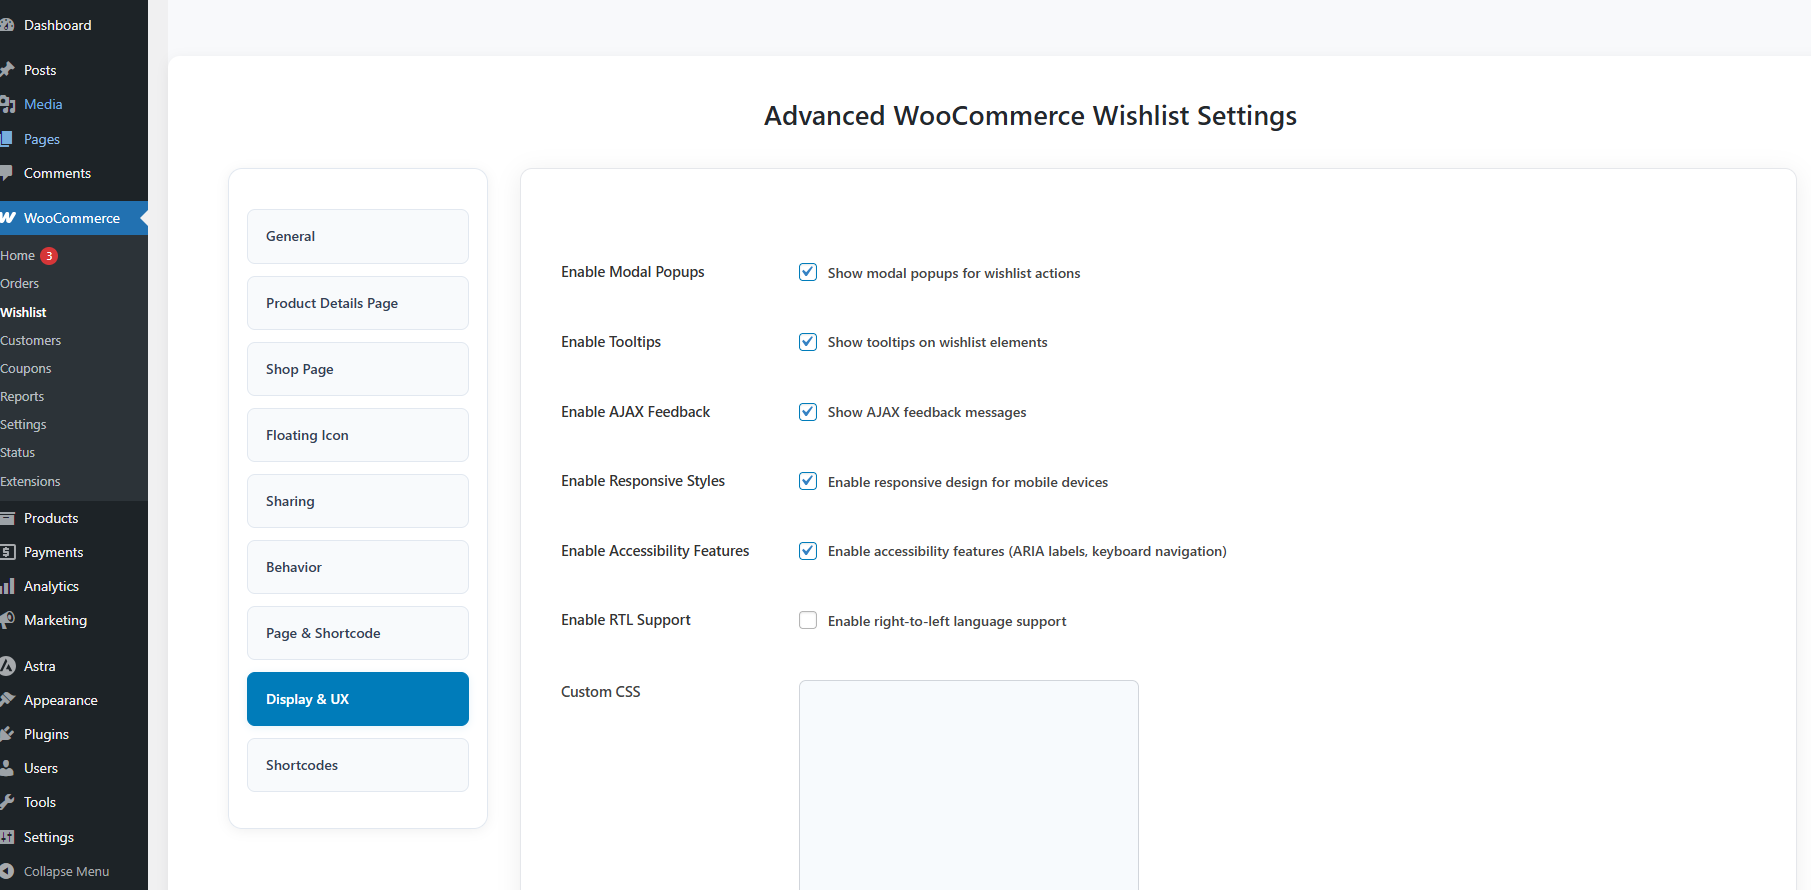 Dashboard
Posts
Media
Pages
Comments
WooCommerce
Home 3
Orders
Wishlist
Customers
Coupons
Reports
Settings
Status
Extensions
Products
Payments
Analytics
Marketing
Astra
Appearance
Plugins
Users
Tools
Settings
Collapse Menu
Advanced WooCommerce Wishlist Settings
General
Product Details Page
Shop Page
Floating Icon
Sharing
Behavior
Page & Shortcode
Display & UX
Shortcodes
Enable Modal Popups Show modal popups for wishlist actions
Enable Tooltips Show tooltips on wishlist elements
Enable AJAX Feedback Show AJAX feedback messages
Enable Responsive Styles Enable responsive design for mobile devices
Enable Accessibility Features Enable accessibility features (ARIA labels, keyboard navigation)
Enable RTL Support Enable right-to-left language support
Custom CSS